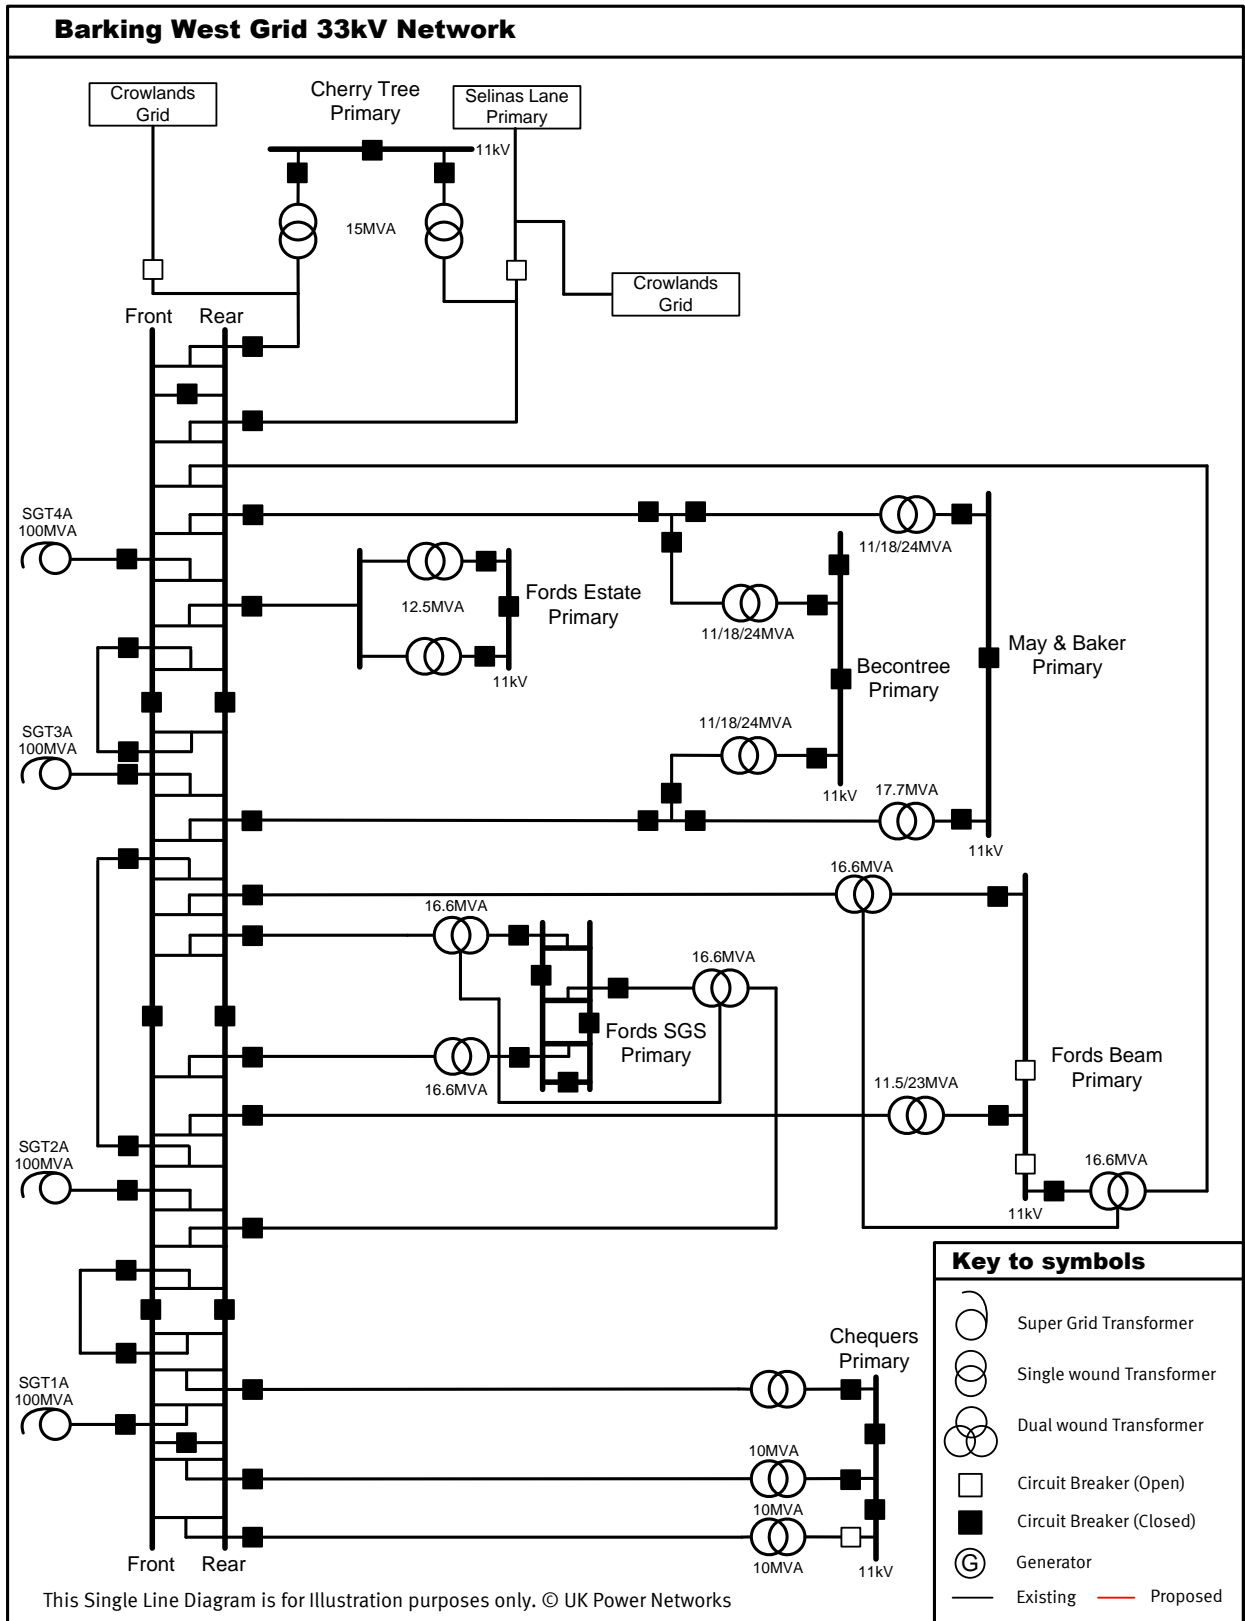 Barking West Grid 33kV Network
Crowlands
Grid
Cherry Tree
Primary
Selinas Lane
Primary
11kV
15MVA
Crowlands
Grid
Front
Rear
SGT4A
100MVA
11/18/24MVA
Fords Estate
Primary
12.5MVA
11kV
11/18/24MVA
May & Baker
Primary
Becontree
Primary
SGT3A
100MVA
11/18/24MVA
11kV
17.7MVA
11kV
16.6MVA
16.6MVA
16.6MVA
Fords SGS
Primary
16.6MVA
Fords Beam
Primary
11.5/23MVA
SGT2A
100MVA
16.6MVA
11kV
Chequers
Primary
SGT1A
100MVA
10MVA
10MVA
10MVA
11kV
Front
Rear
Key to symbols
Super Grid Transformer
Single wound Transformer
Dual wound Transformer
Circuit Breaker (Open)
Circuit Breaker (Closed)
G
Generator
Existing
Proposed
This Single Line Diagram is for Illustration purposes only. © UK Power Networks